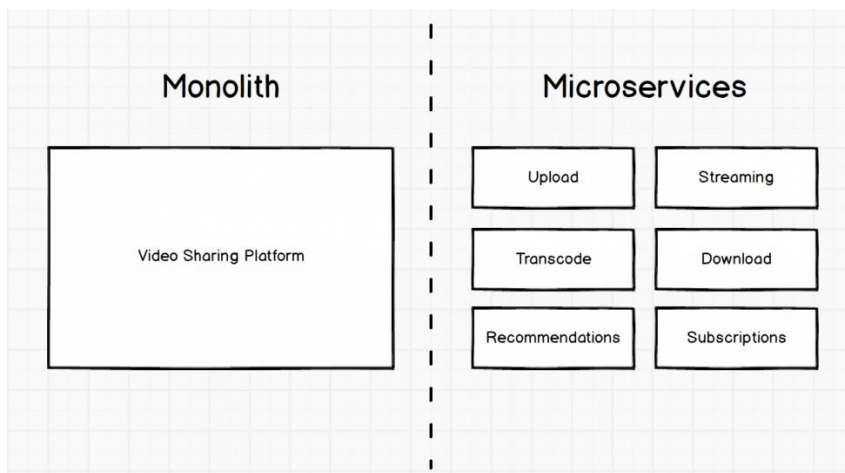 Monolith
Video Sharing Platform
Microservices
Upload
Streaming
Transcode
Download
Recommendations
Subscriptions